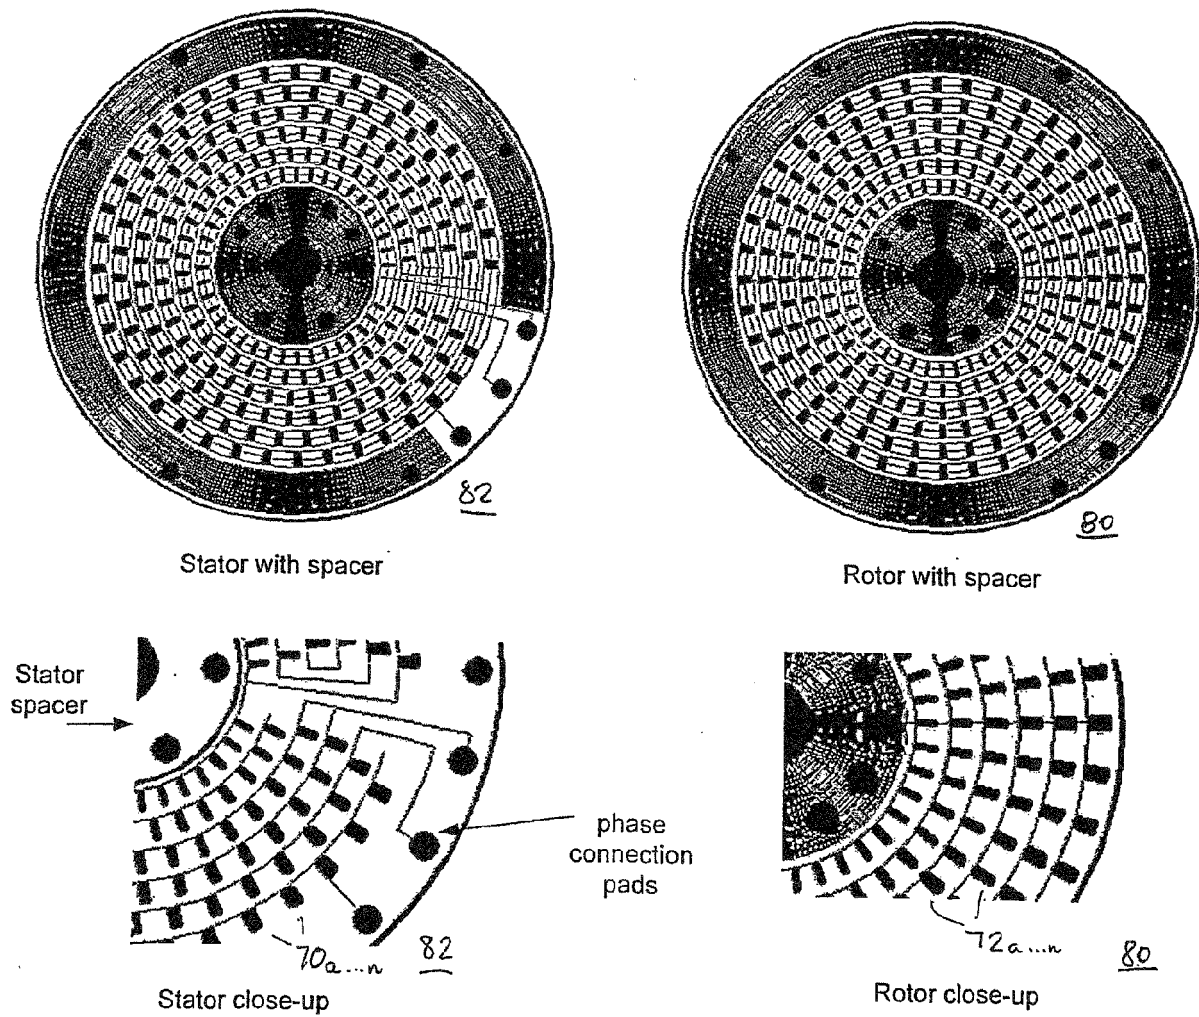 82
80
Stator with spacer
Rotor with spacer
Stator
spacer
phase
connection
pads
70a...n
82
72a...n
80
Stator close-up
Rotor close-up